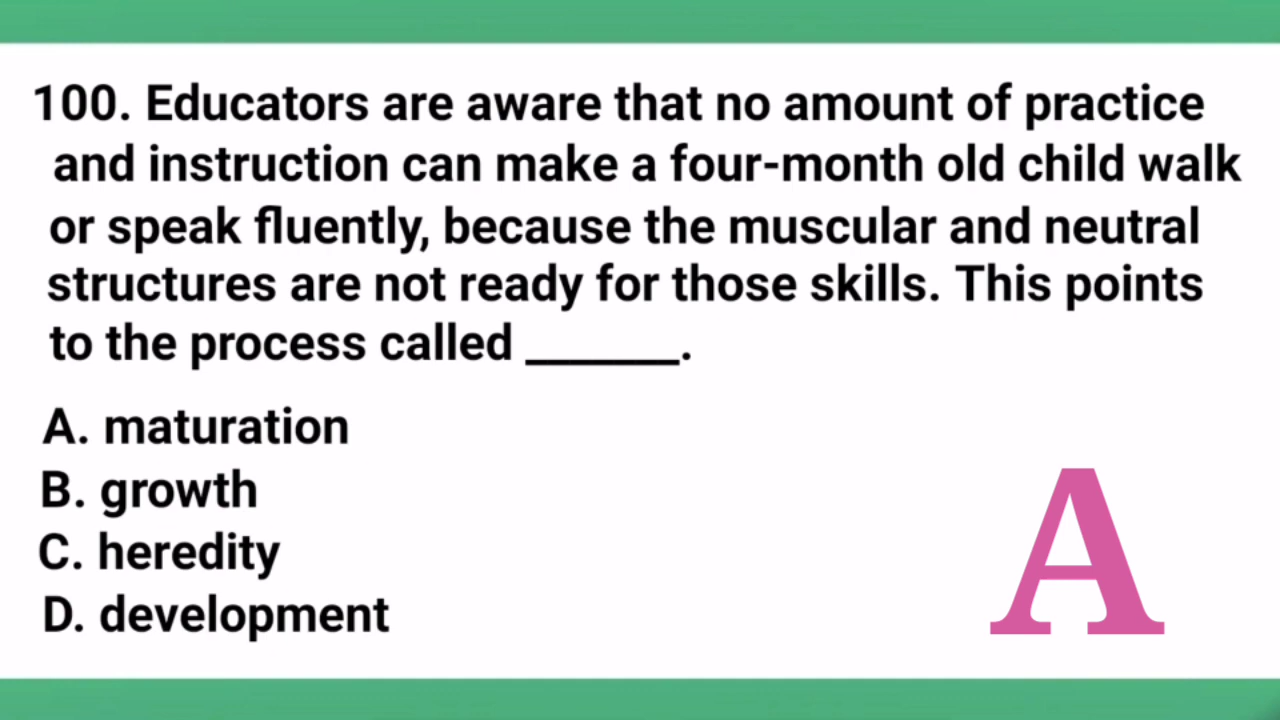 100. Educators are aware that no amount of practice
and instruction can make a four-month old child walk
or speak fluently, because the muscular and neutral
structures are not ready for those skills. This points
to the process called ______.
A. maturation
B. growth
C. heredity
D. development
A